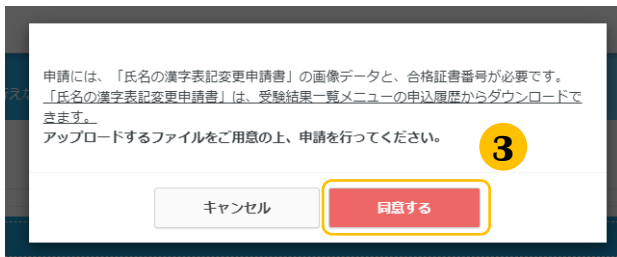 申請には、「氏名の漢字表記変更申請書」の画像データと、合格証書番号が必要です。
「氏名の漢字表記変更申請書」は、受験結果一覧メニューの申込履歴からダウンロードで
きます。
アップロードするファイルをご用意の上、申請を行ってください。
3
キャンセル
同意する